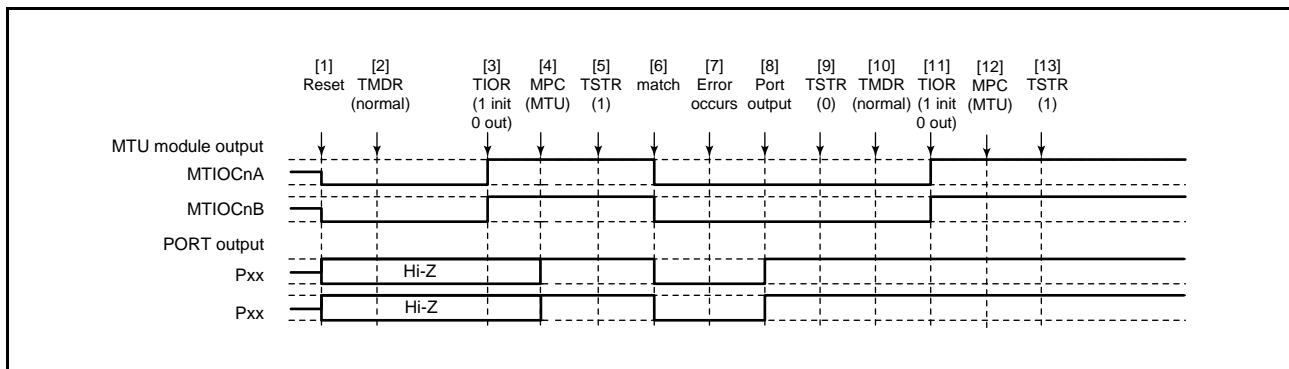 [1] [2] [3] [4] [5] [6] [7] [8] [9] [10] [11] [12] [13]
Reset TMDR TIOR MPC TSTR match Error Port TSTR TMDR TIOR MPC TSTR
(normal) (1 init (MTU) (1) occurs output (0) (normal) (1 init (MTU) (1)
0 out) 0 out)
MTU module output
MTIOCnA
MTIOCnB
PORT output
Pxx Hi-Z
Pxx Hi-Z